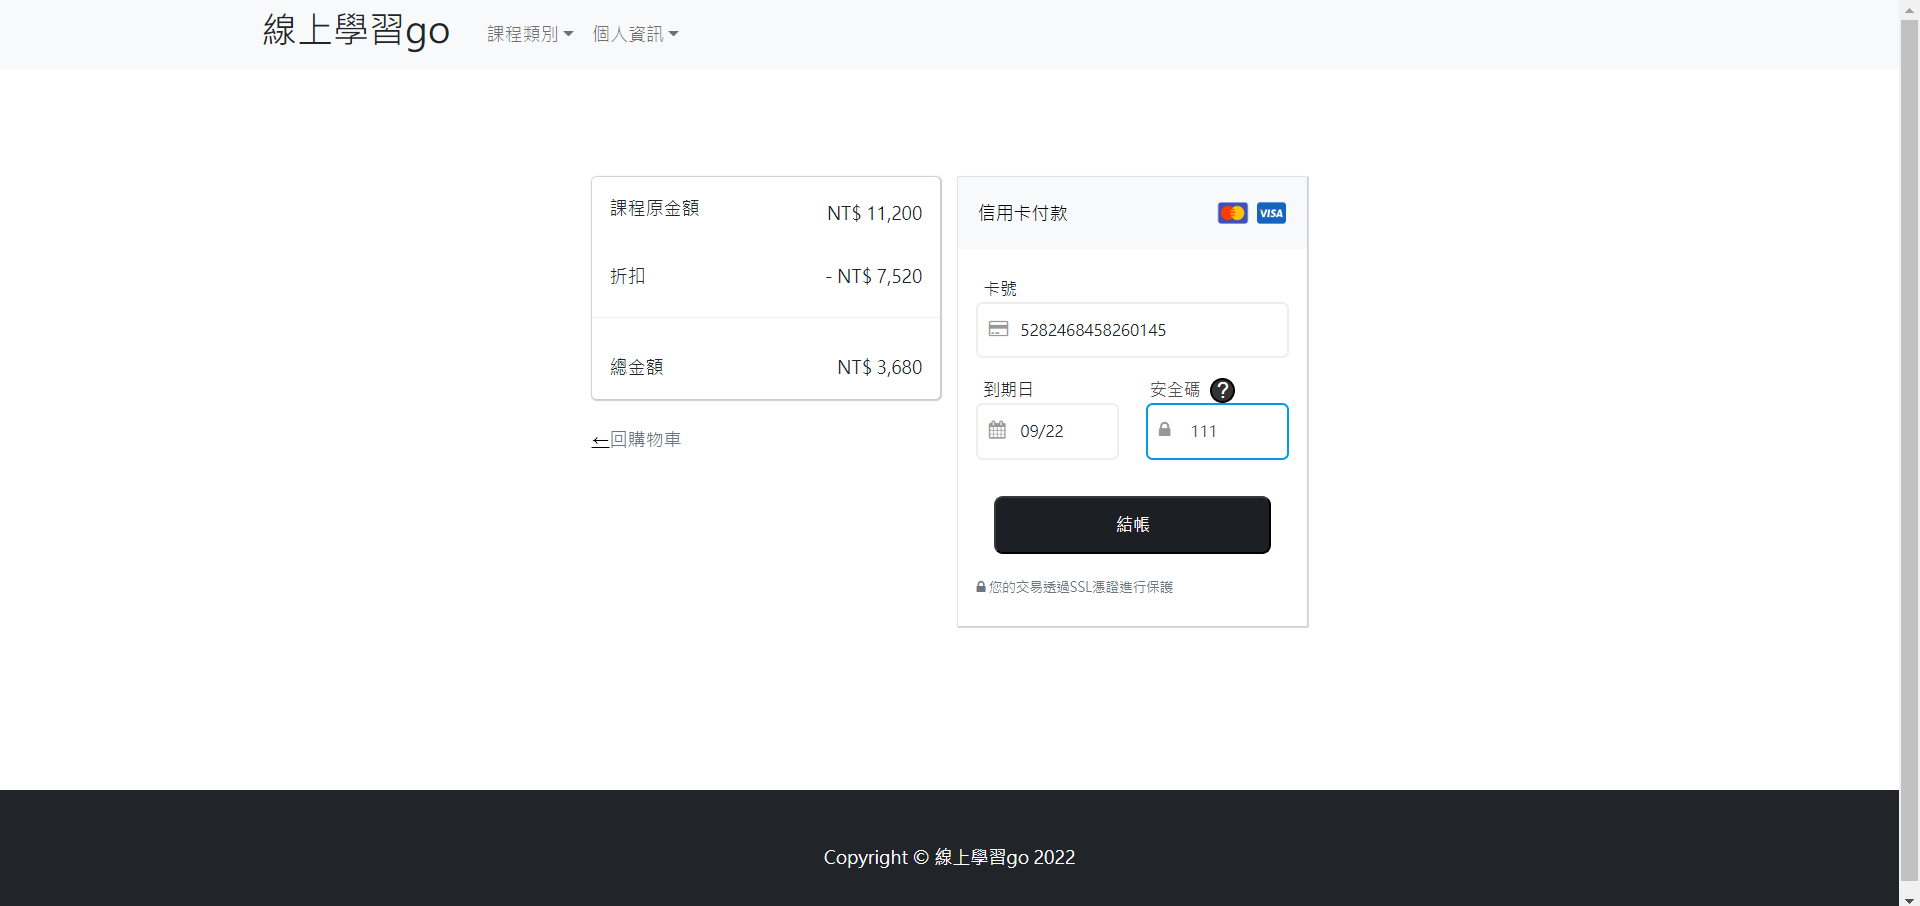 線上學習go 課程類別 個人資訊
課程原金額 NT$ 11,200
折扣 - NT$ 7,520
總金額 NT$ 3,680
←回購物車
信用卡付款 VISA
卡號
5282468458260145
到期日 安全碼 ?
09/22 111
結帳
您的交易透過SSL憑證進行保護
Copyright © 線上學習go 2022